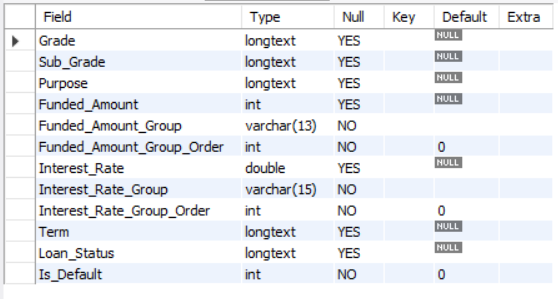 Field Type Null Key Default Extra
Grade longtext YES NULL
Sub_Grade longtext YES NULL
Purpose longtext YES NULL
Funded_Amount int YES NULL
Funded_Amount_Group varchar(13) NO
Funded_Amount_Group_Order int NO 0
Interest_Rate double YES NULL
Interest_Rate_Group varchar(15) NO
Interest_Rate_Group_Order int NO 0
Term longtext YES NULL
Loan_Status longtext YES NULL
Is_Default int NO 0